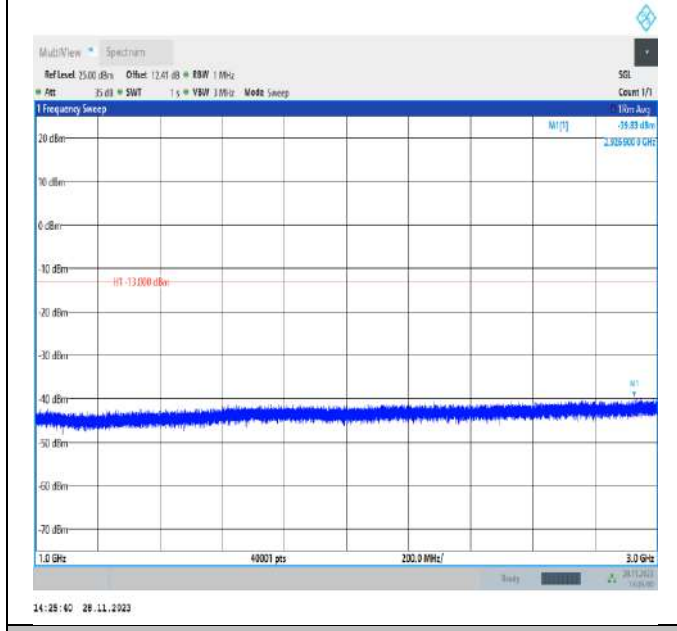 MultiView Spectrum
Ref Level 25.00 dBm Offset 12.41 dB RBW 1 MHz SGL
Att 35 dB SWT 1 s VBW 3 MHz Mode Sweep Count 1/1
1 Frequency Sweep 1Rm Avg
M1[1] -39.83 dBm
20 dBm
10 dBm
0 dBm
-10 dBm
H1 -13.000 dBm
-20 dBm
-30 dBm
M1
-40 dBm
-50 dBm
-60 dBm
-70 dBm
1.0 GHz 40001 pts 200.0 MHz/ 3.0 GHz
Ready 28.11.2023
14:25:40 28.11.2023